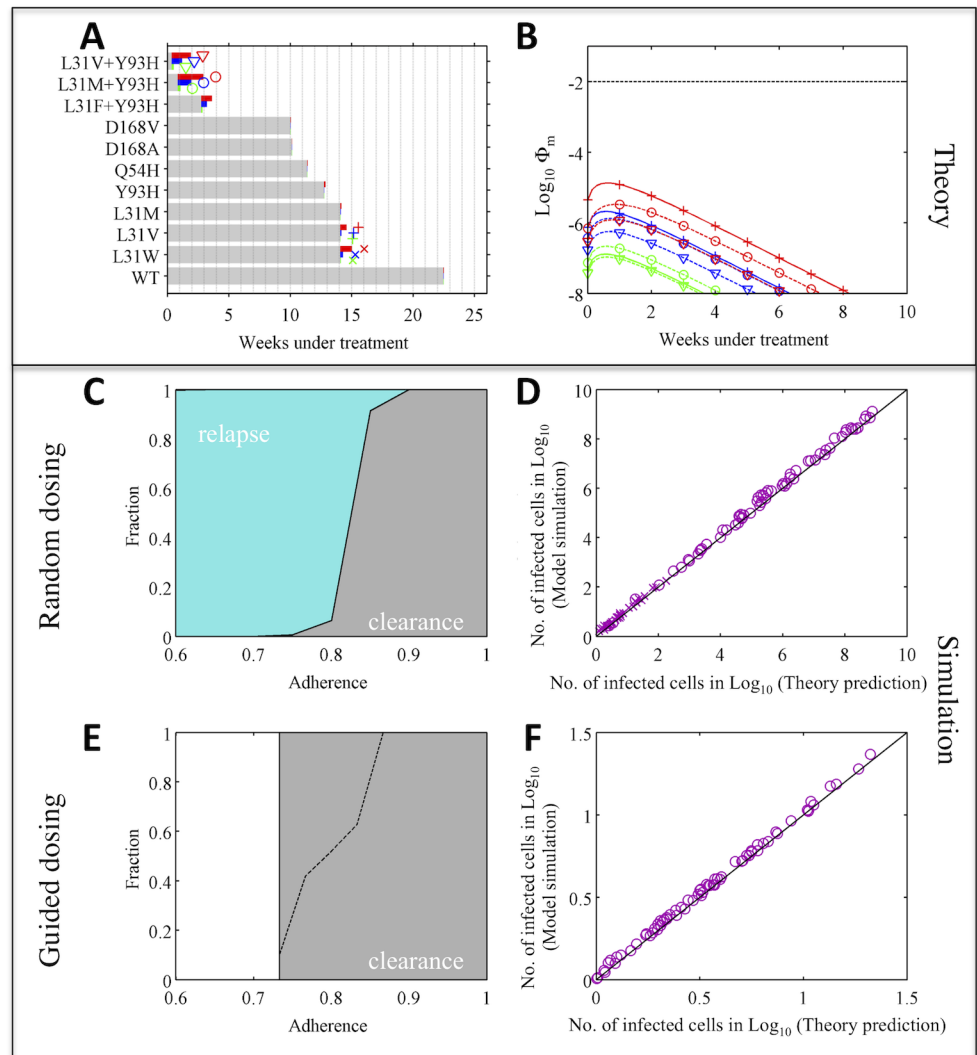 A
L31V+Y93H
L31M+Y93H
L31F+Y93H
D168V
D168A
Q54H
Y93H
L31M
L31V
L31W
WT
0 5 10 15 20 25
Weeks under treatment
B
-2
-4
-6
-8
Log10 Φm
0 2 4 6 8 10
Weeks under treatment
Theory
Random dosing
C
1
0.8
0.6
0.4
0.2
0
Fraction
relapse
clearance
0.6 0.7 0.8 0.9 1
Adherence
D
10
8
6
4
2
0
No. of infected cells in Log10
(Model simulation)
0 2 4 6 8 10
No. of infected cells in Log10 (Theory prediction)
Simulation
Guided dosing
E
1
0.8
0.6
0.4
0.2
0
Fraction
clearance
0.6 0.7 0.8 0.9 1
Adherence
F
1.5
1
0.5
0
No. of infected cells in Log10
(Model simulation)
0 0.5 1 1.5
No. of infected cells in Log10 (Theory prediction)